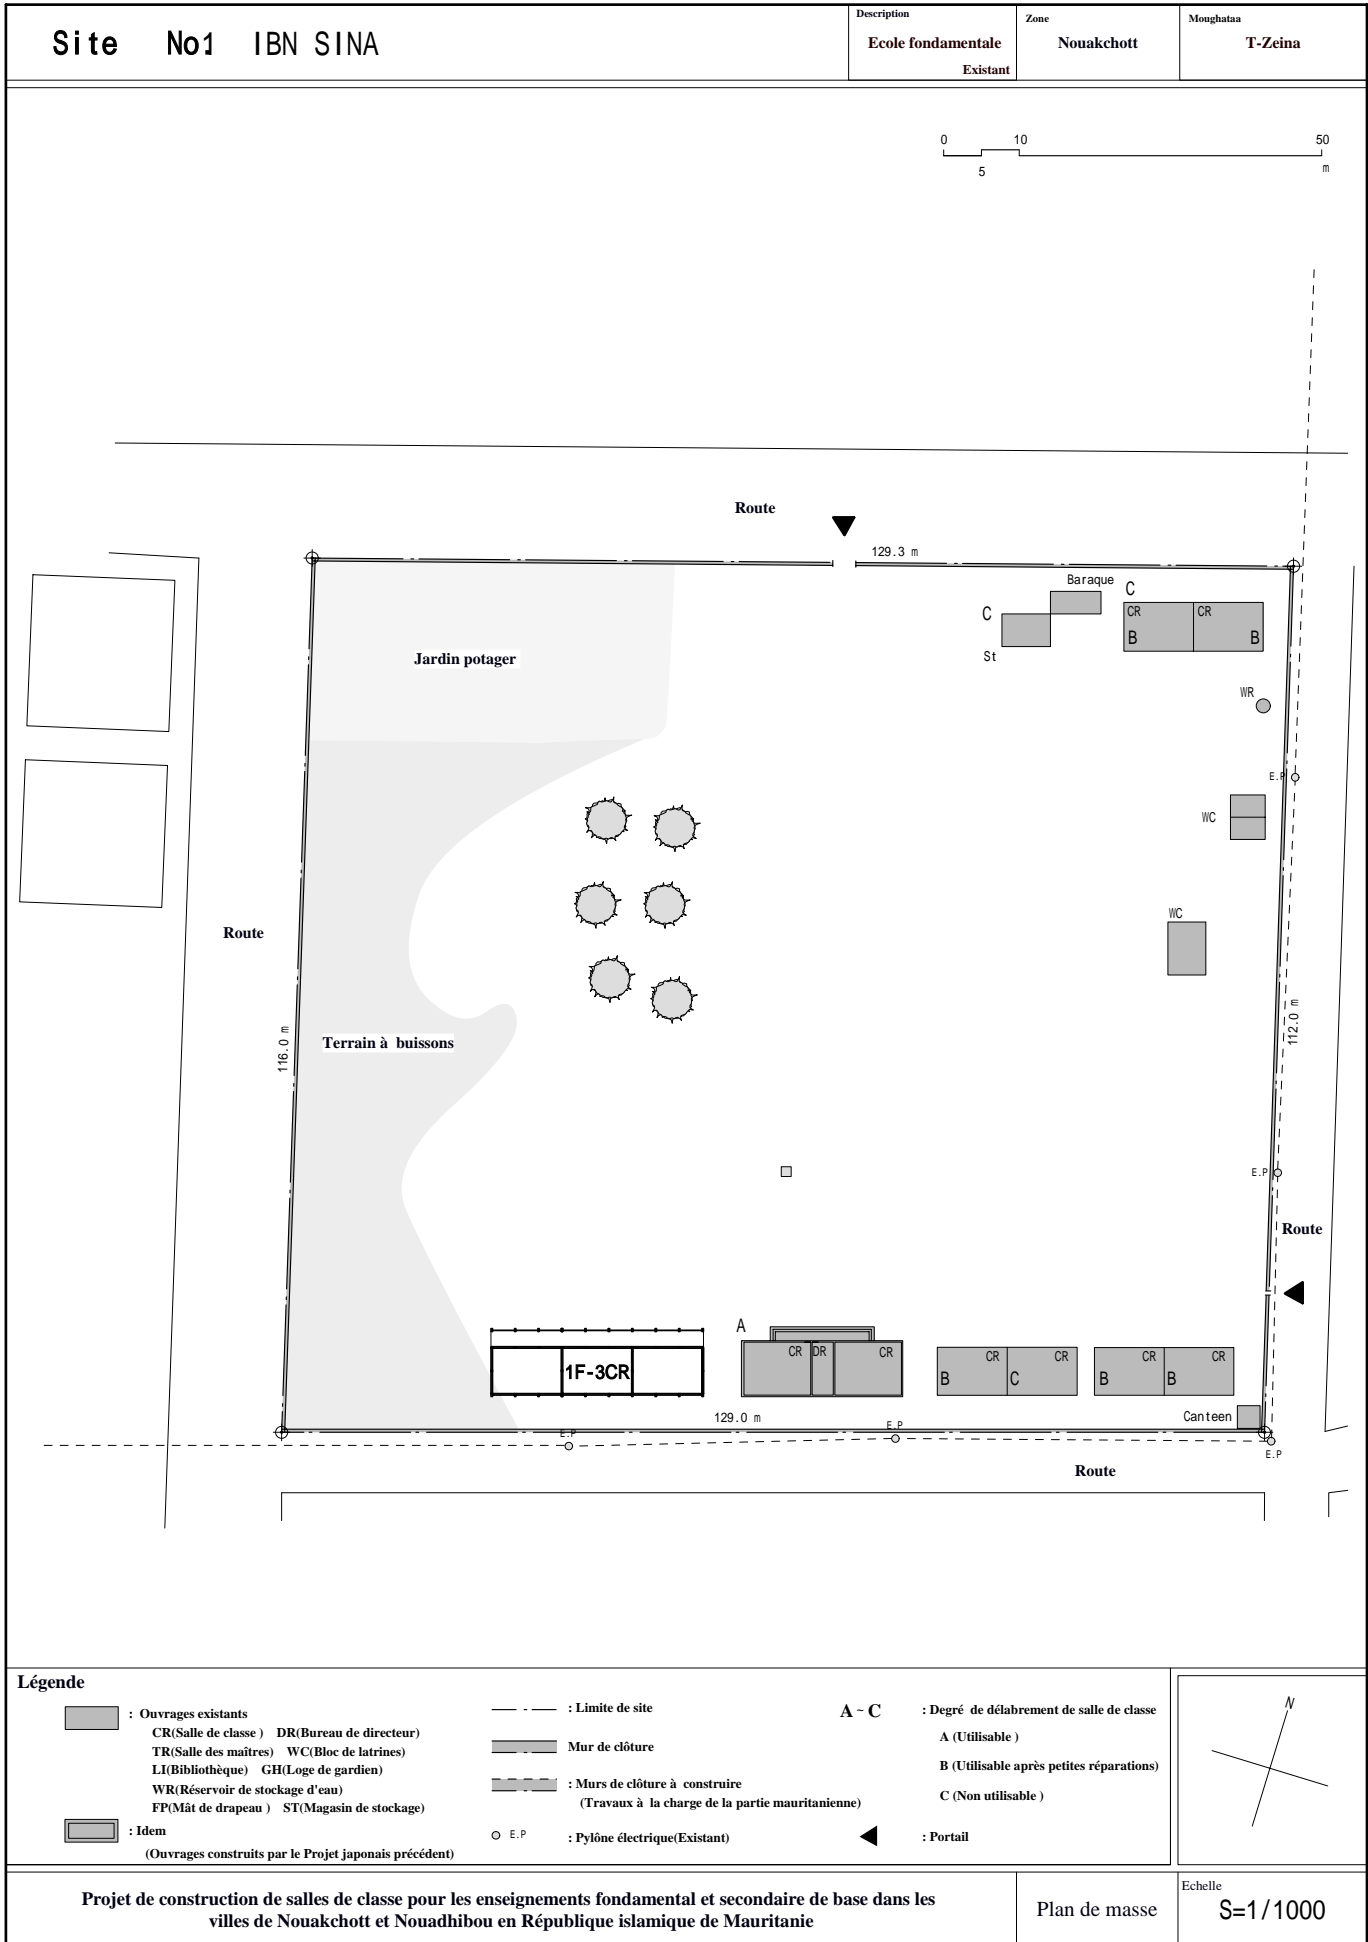 Site No1 IBN SINA
Description
Ecole fondamentale
Existant
Zone
Nouakchott
Moughataa
T-Zeina
0 10 50
5 m
Route
129.3 m
Baraque
C
C
CR CR
B B
St
Jardin potager
WR
E.P
WC
WC
Route
116.0 m
Terrain à buissons
112.0 m
E.P
Route
A
1F-3CR
CR DR CR
CR CR
B C
CR CR
B B
129.0 m
Canteen
E.P
E.P
E.P
Route
Légende
: Ouvrages existants
CR(Salle de classe ) DR(Bureau de directeur)
TR(Salle des maîtres) WC(Bloc de latrines)
LI(Bibliothèque) GH(Loge de gardien)
WR(Réservoir de stockage d'eau)
FP(Mât de drapeau ) ST(Magasin de stockage)
: Idem
(Ouvrages construits par le Projet japonais précédent)
: Limite de site
Mur de clôture
: Murs de clôture à construire
(Travaux à la charge de la partie mauritanienne)
E.P : Pylône électrique(Existant)
A ~ C : Degré de délabrement de salle de classe
A (Utilisable )
B (Utilisable après petites réparations)
C (Non utilisable )
: Portail
N
Projet de construction de salles de classe pour les enseignements fondamental et secondaire de base dans les
villes de Nouakchott et Nouadhibou en République islamique de Mauritanie
Plan de masse
Echelle
S=1/1000